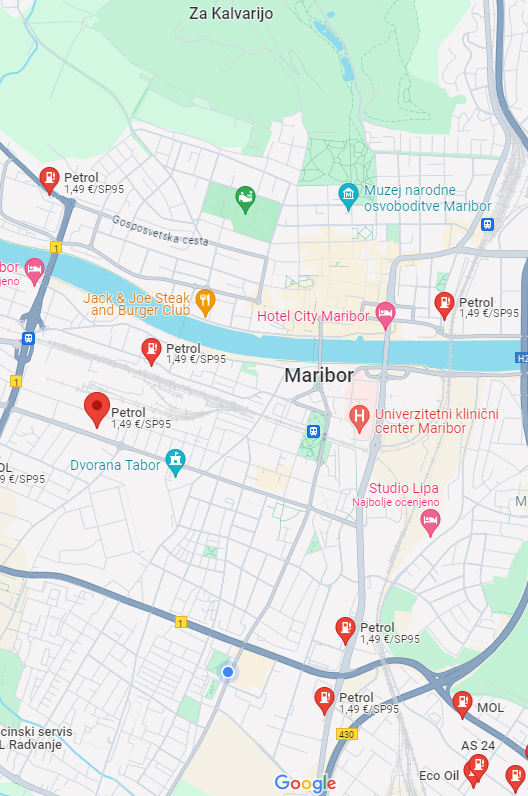 Za Kalvarijo
Petrol
1,49 €/SP95
Muzej narodne
osvoboditve Maribor
Gosposvetska cesta
1
bor
jeno
Jack & Joe Steak
and Burger Club
Hotel City Maribor
Petrol
1,49 €/SP95
Petrol
1,49 €/SP95
H2
Maribor
1
Petrol
1,49 €/SP95
H
Univerzitetni klinični
center Maribor
Dvorana Tabor
OL
9 €/SP95
Studio Lipa
Najbolje ocenjeno
M
1
Petrol
1,49 €/SP95
Petrol
1,49 €/SP95
MOL
430
cinski servis
L Radvanje
AS 24
Eco Oil
Google